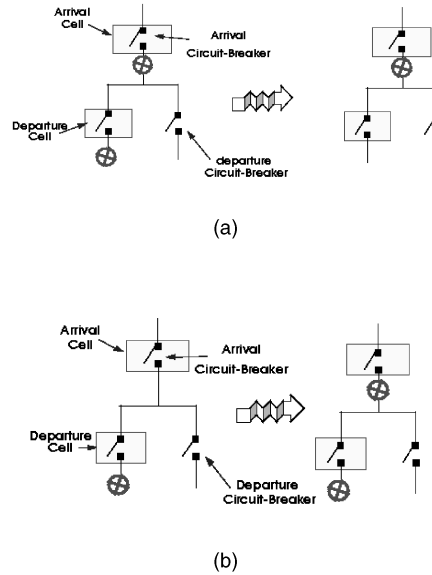 Arrival
Cell
Arrival
Circuit-Breaker
Departure
Cell
departure
Circuit-Breaker
(a)
Arrival
Cell
Arrival
Circuit-Breaker
Departure
Cell
Departure
Circuit-Breaker
(b)